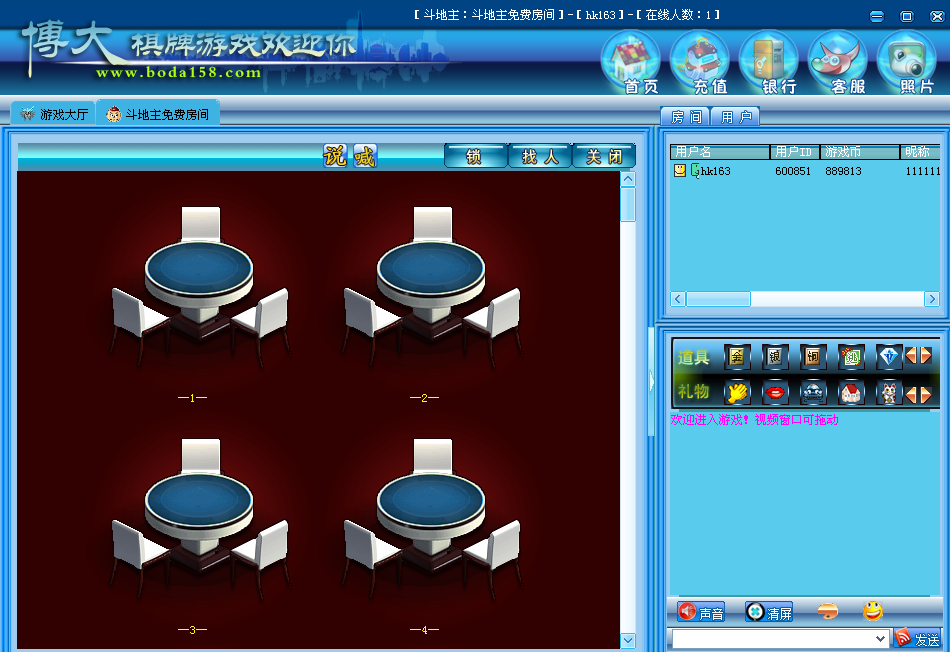 [ 斗地主：斗地主免费房间 ] - [ hk163 ] - [ 在线人数：1 ]
博大 棋牌游戏欢迎你
www.boda158.com
首页 充值 银行 客服 照片
游戏大厅 斗地主免费房间
房间 用户
说 喊 锁 找人 关闭
用户名 用户ID 游戏币 昵称
hk163 600851 889813 111111
道具 金 银 铜
礼物
欢迎进入游戏！视频窗口可拖动
—1— —2—
—3— —4—
声音 清屏
发送